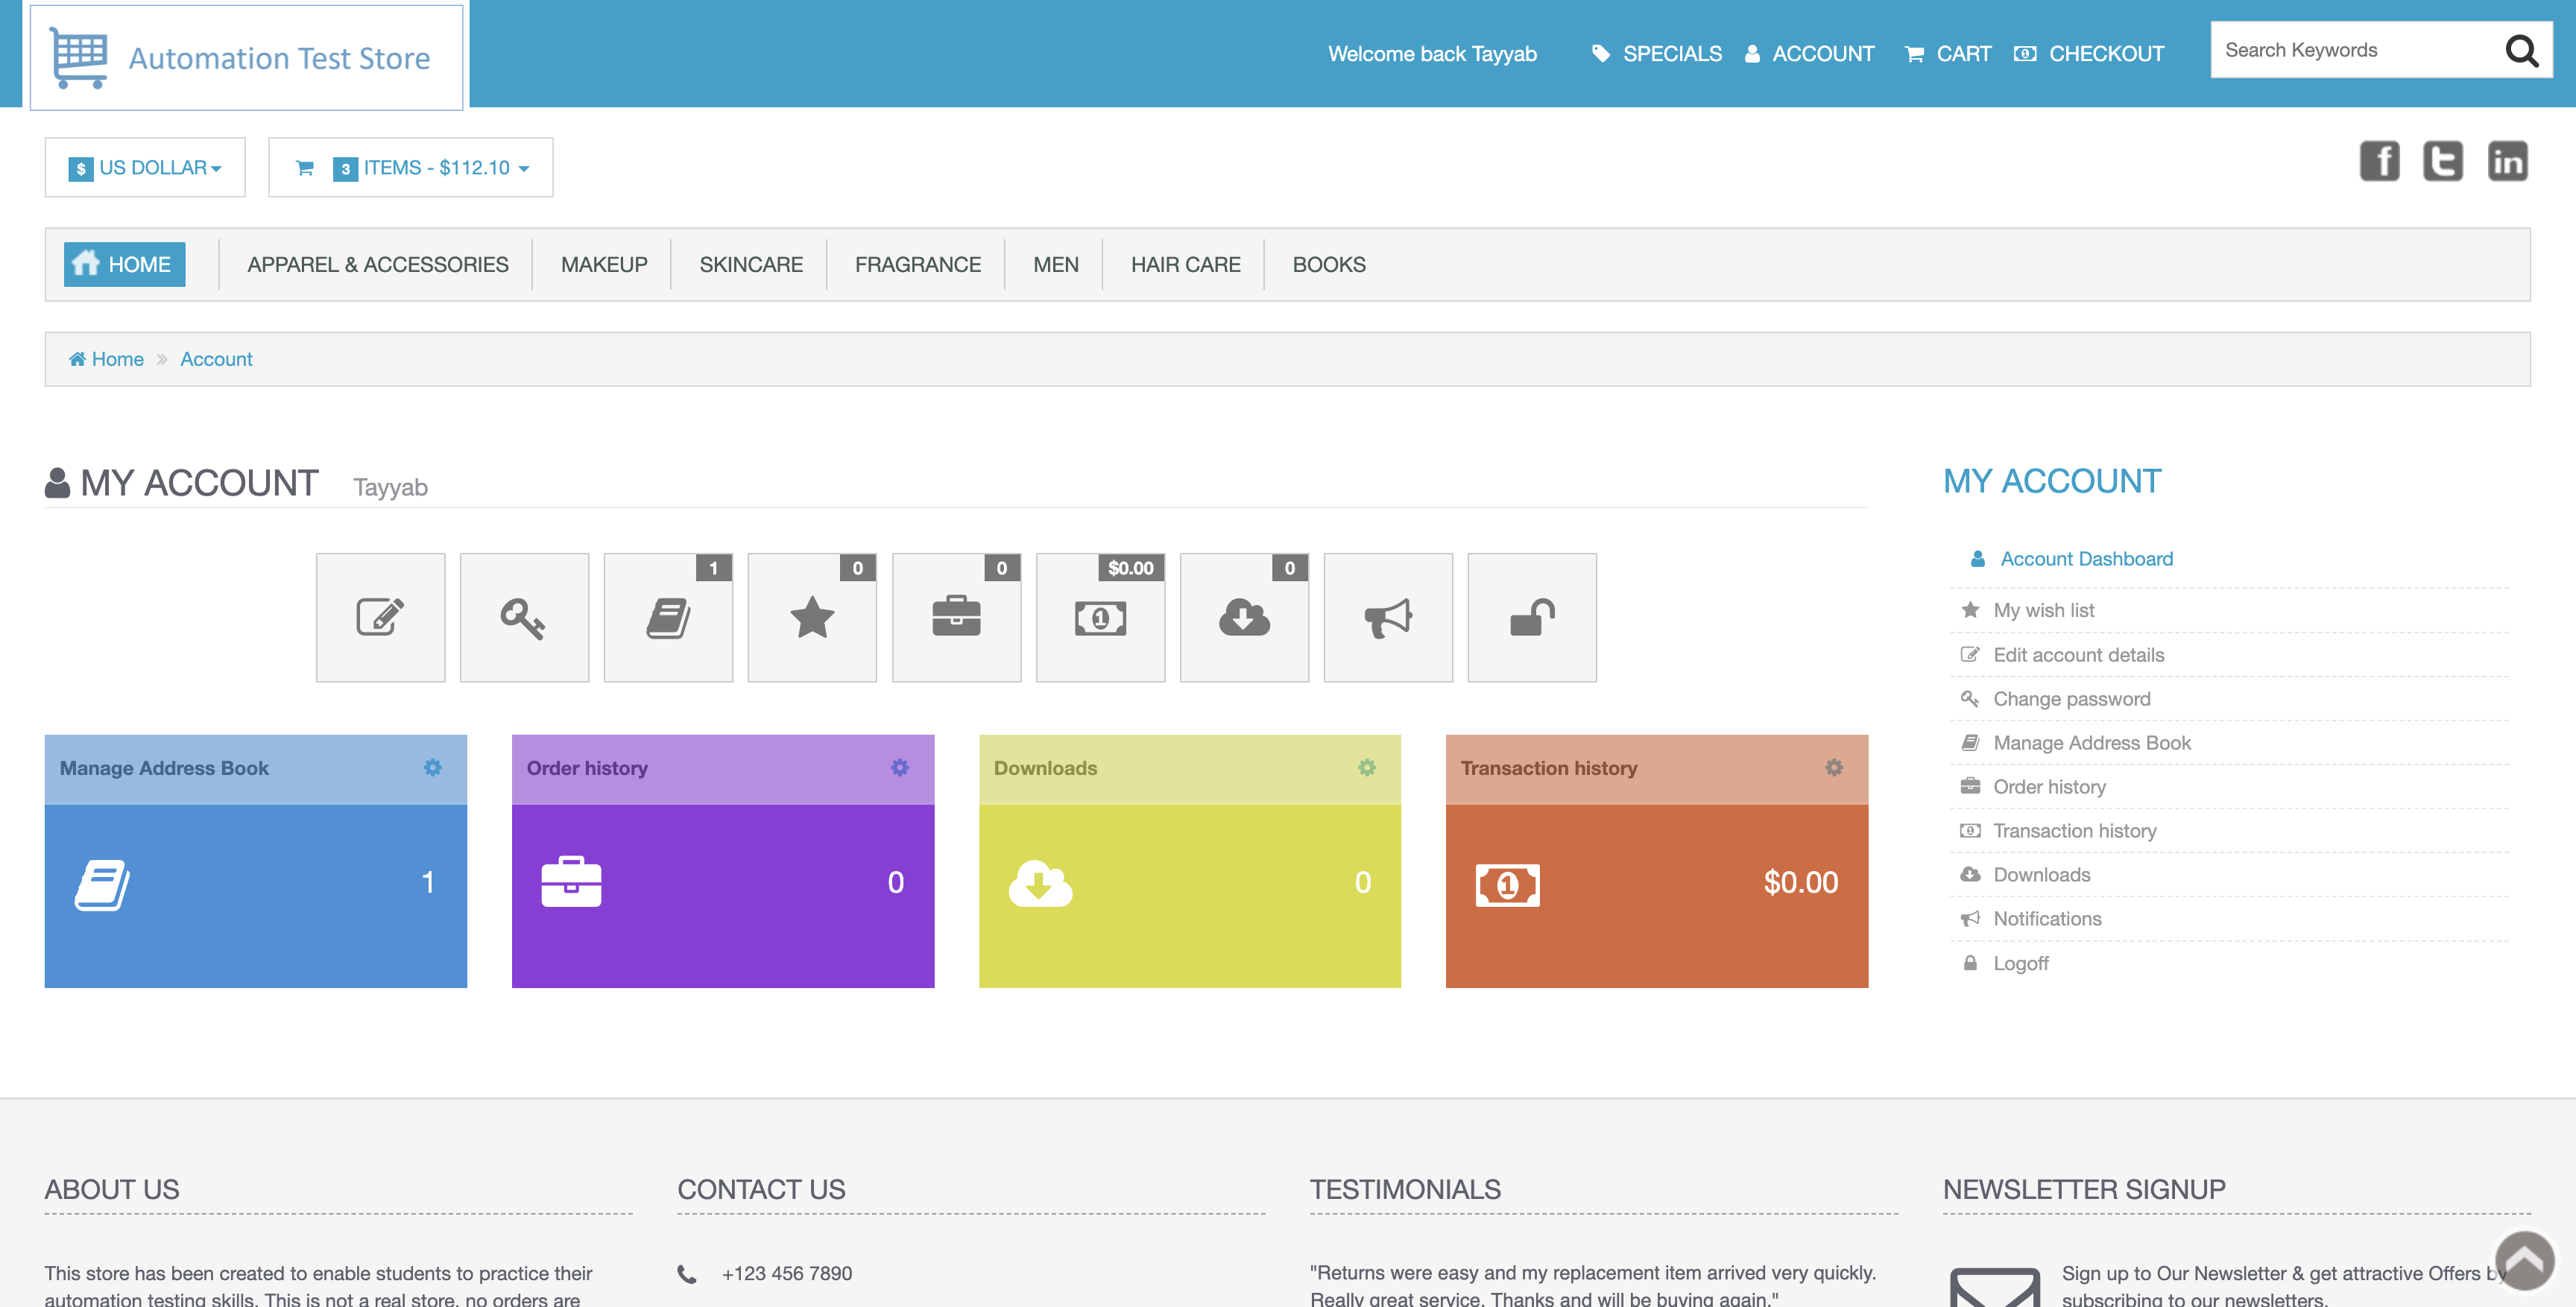 Automation Test Store
Welcome back Tayyab
SPECIALS
ACCOUNT
CART
CHECKOUT
Search Keywords
$ US DOLLAR
3 ITEMS - $112.10
HOME
APPAREL & ACCESSORIES
MAKEUP
SKINCARE
FRAGRANCE
MEN
HAIR CARE
BOOKS
Home » Account
MY ACCOUNT Tayyab
1
0
0
$0.00
0
Manage Address Book
1
Order history
0
Downloads
0
Transaction history
$0.00
MY ACCOUNT
Account Dashboard
My wish list
Edit account details
Change password
Manage Address Book
Order history
Transaction history
Downloads
Notifications
Logoff
ABOUT US
This store has been created to enable students to practice their
automation testing skills. This is not a real store, no orders are
CONTACT US
+123 456 7890
TESTIMONIALS
"Returns were easy and my replacement item arrived very quickly.
Really great service. Thanks and will be buying again."
NEWSLETTER SIGNUP
Sign up to Our Newsletter & get attractive Offers by
subscribing to our newsletters.